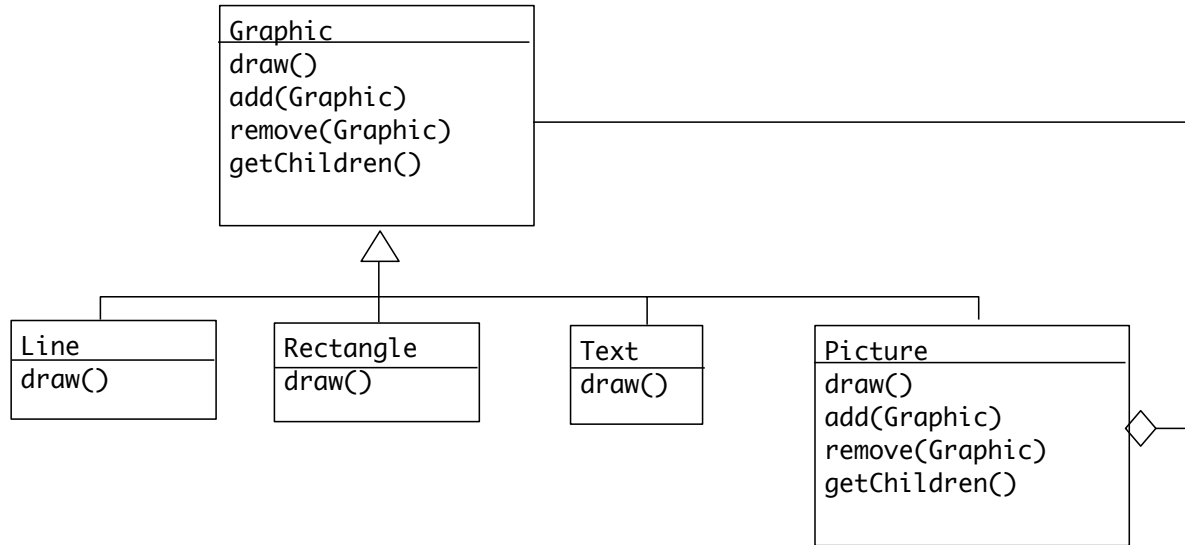 Graphic
draw()
add(Graphic)
remove(Graphic)
getChildren()
Line
draw()
Rectangle
draw()
Text
draw()
Picture
draw()
add(Graphic)
remove(Graphic)
getChildren()